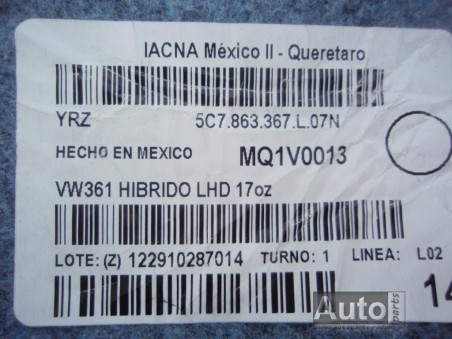 IACNA México II - Queretaro
YRZ 5C7.863.367.L.07N
HECHO EN MEXICO MQ1V0013
VW361 HIBRIDO LHD 17oz
LOTE: (Z) 122910287014 TURNO: 1 LINEA: L02
14
Auto parts